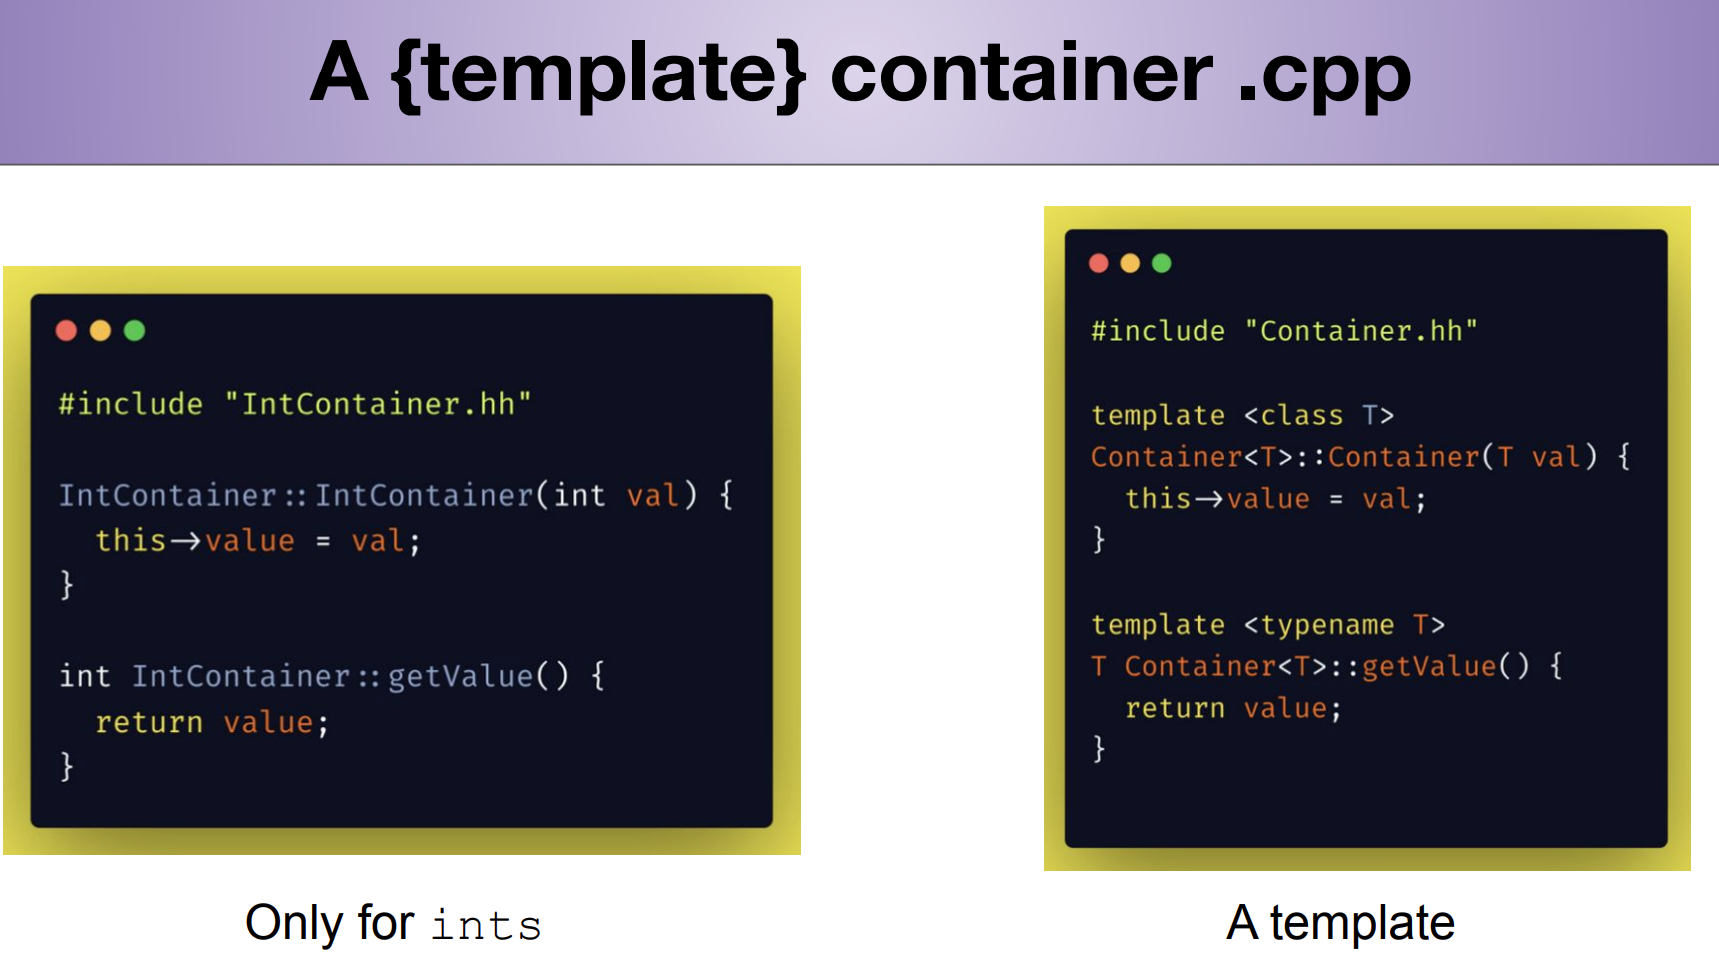 A {template} container .cpp
#include "IntContainer.hh"
IntContainer::IntContainer(int val) {
  this->value = val;
}
int IntContainer::getValue() {
  return value;
}
Only for ints
#include "Container.hh"
template <class T>
Container<T>::Container(T val) {
  this->value = val;
}
template <typename T>
T Container<T>::getValue() {
  return value;
}
A template